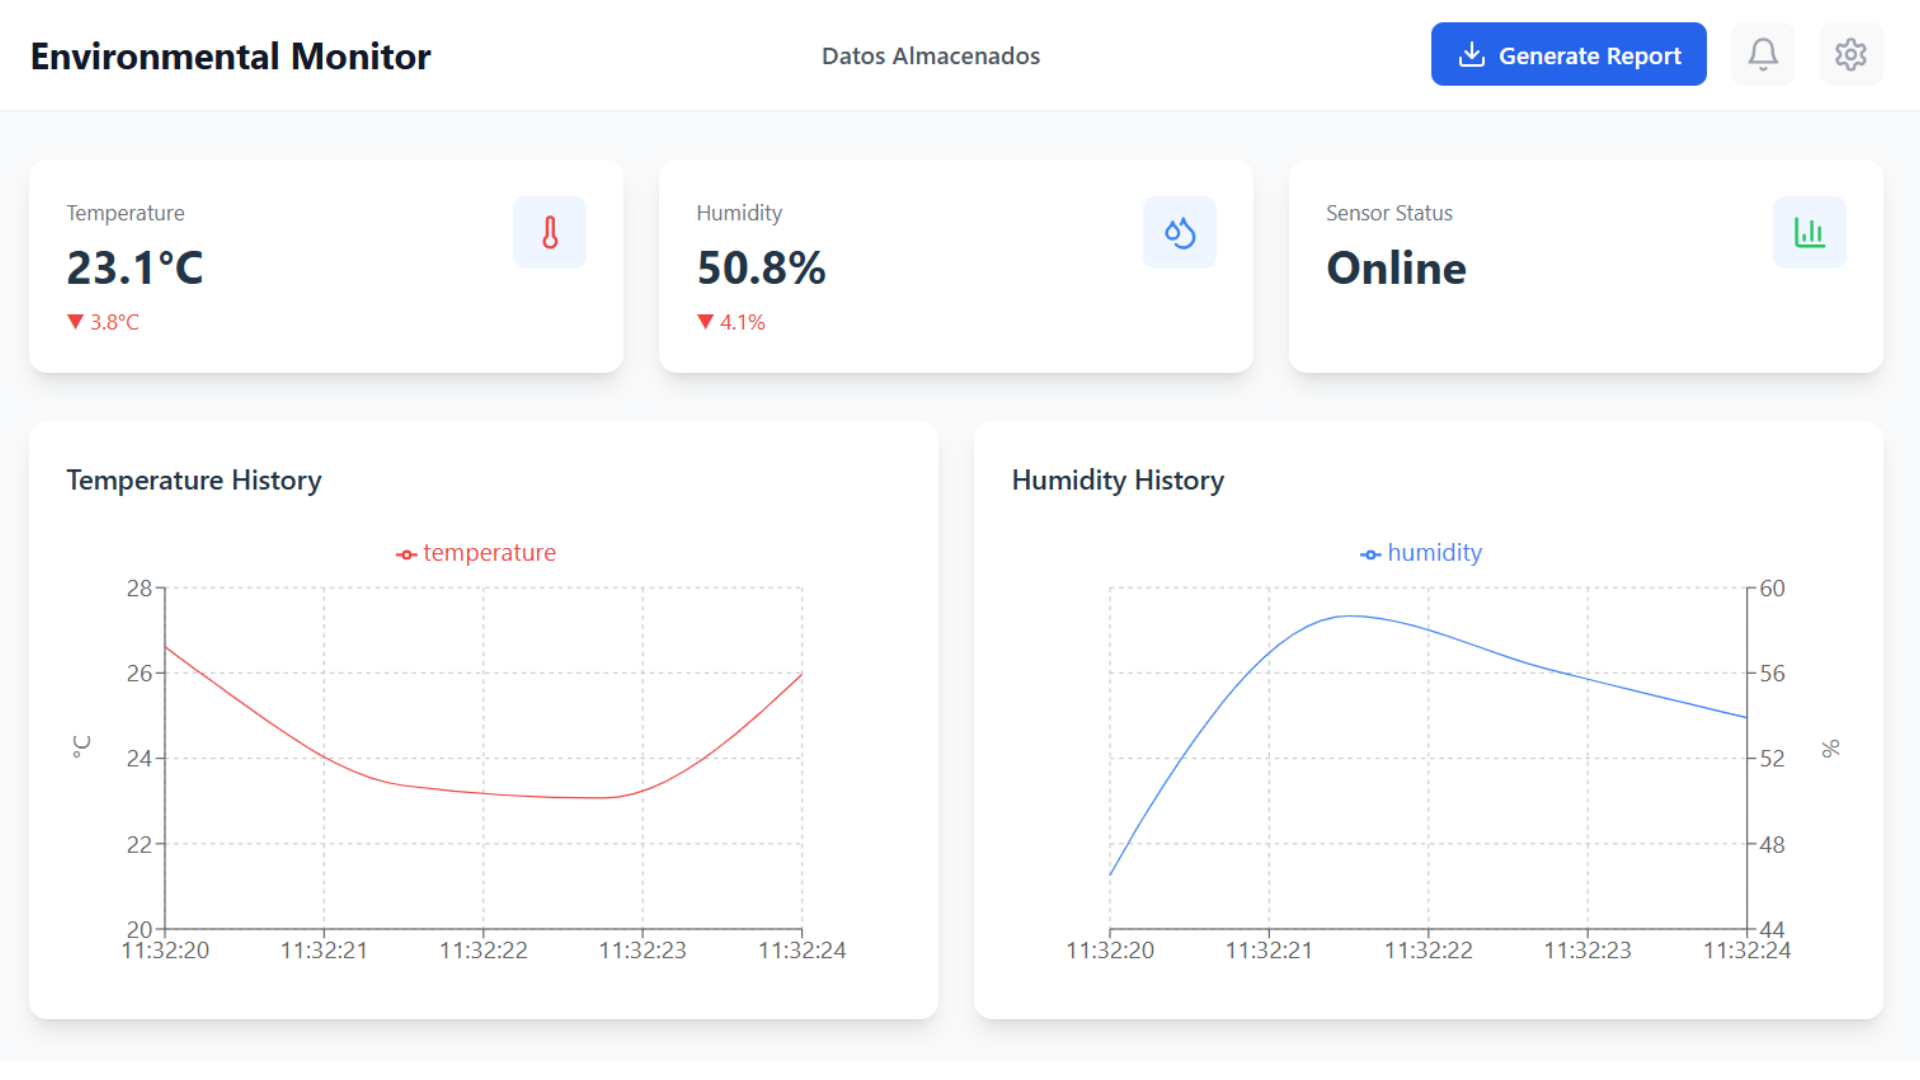 Environmental Monitor
Datos Almacenados
Generate Report
Temperature
23.1°C
▼ 3.8°C
Humidity
50.8%
▼ 4.1%
Sensor Status
Online
Temperature History
temperature
28
26
24
22
20
°C
11:32:20 11:32:21 11:32:22 11:32:23 11:32:24
Humidity History
humidity
60
56
52
48
44
%
11:32:20 11:32:21 11:32:22 11:32:23 11:32:24